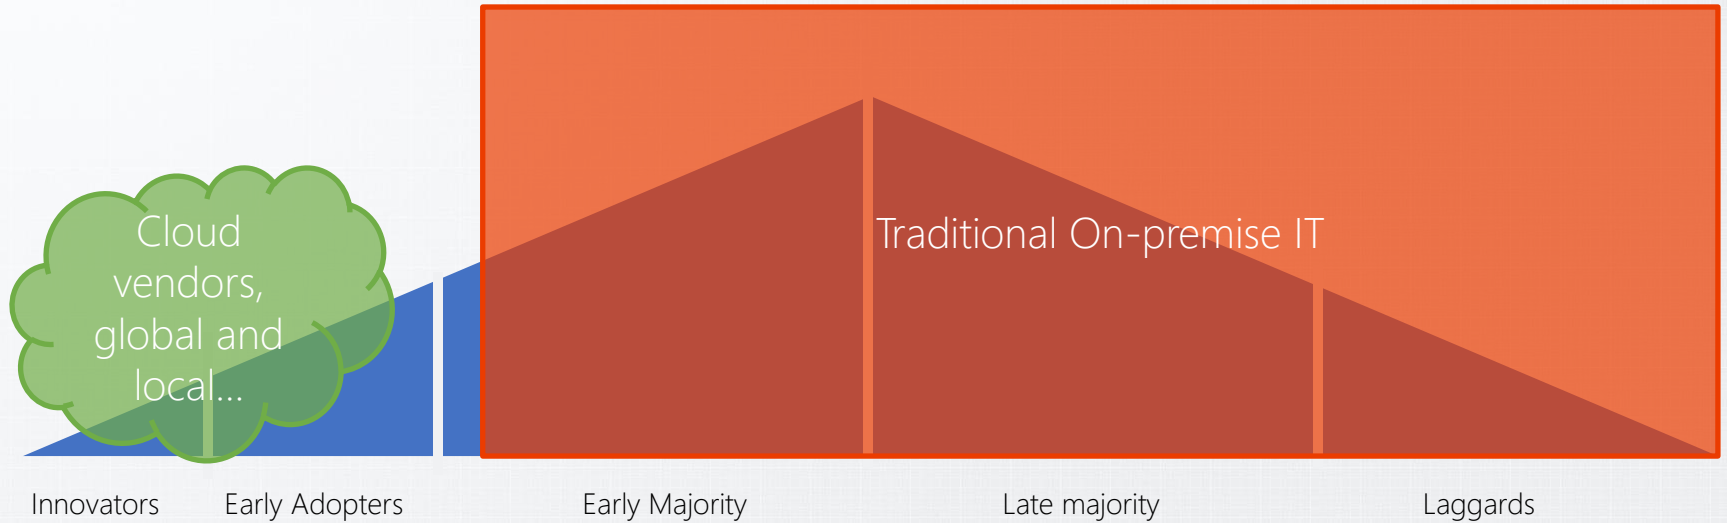 Cloud
vendors,
global and
local...
Traditional On-premise IT
Innovators
Early Adopters
Early Majority
Late majority
Laggards